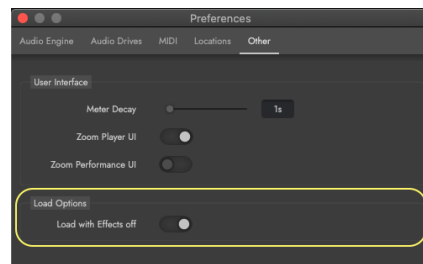 Preferences
Audio Engine Audio Drives MIDI Locations Other
User Interface
Meter Decay 1s
Zoom Player UI
Zoom Performance UI
Load Options
Load with Effects off